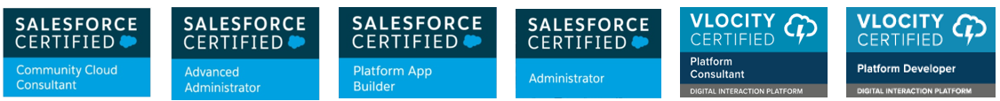 SALESFORCE
CERTIFIED
Community Cloud
Consultant
SALESFORCE
CERTIFIED
Advanced
Administrator
SALESFORCE
CERTIFIED
Platform App
Builder
SALESFORCE
CERTIFIED
Administrator
VLOCITY
CERTIFIED
Platform
Consultant
DIGITAL INTERACTION PLATFORM
VLOCITY
CERTIFIED
Platform Developer
DIGITAL INTERACTION PLATFORM